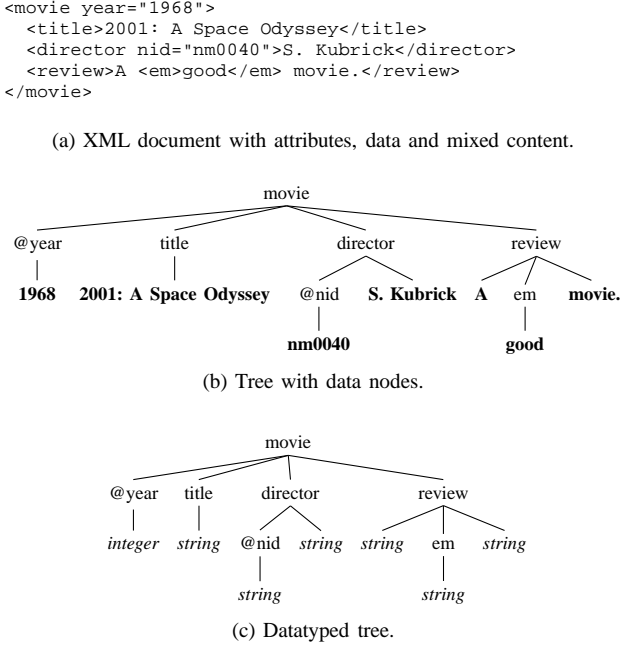 <movie year="1968">
  <title>2001: A Space Odyssey</title>
  <director nid="nm0040">S. Kubrick</director>
  <review>A <em>good</em> movie.</review>
</movie>
(a) XML document with attributes, data and mixed content.
movie
@year title director review
1968 2001: A Space Odyssey @nid S. Kubrick A em movie.
nm0040 good
(b) Tree with data nodes.
movie
@year title director review
integer string @nid string string em string
string string
(c) Datatyped tree.